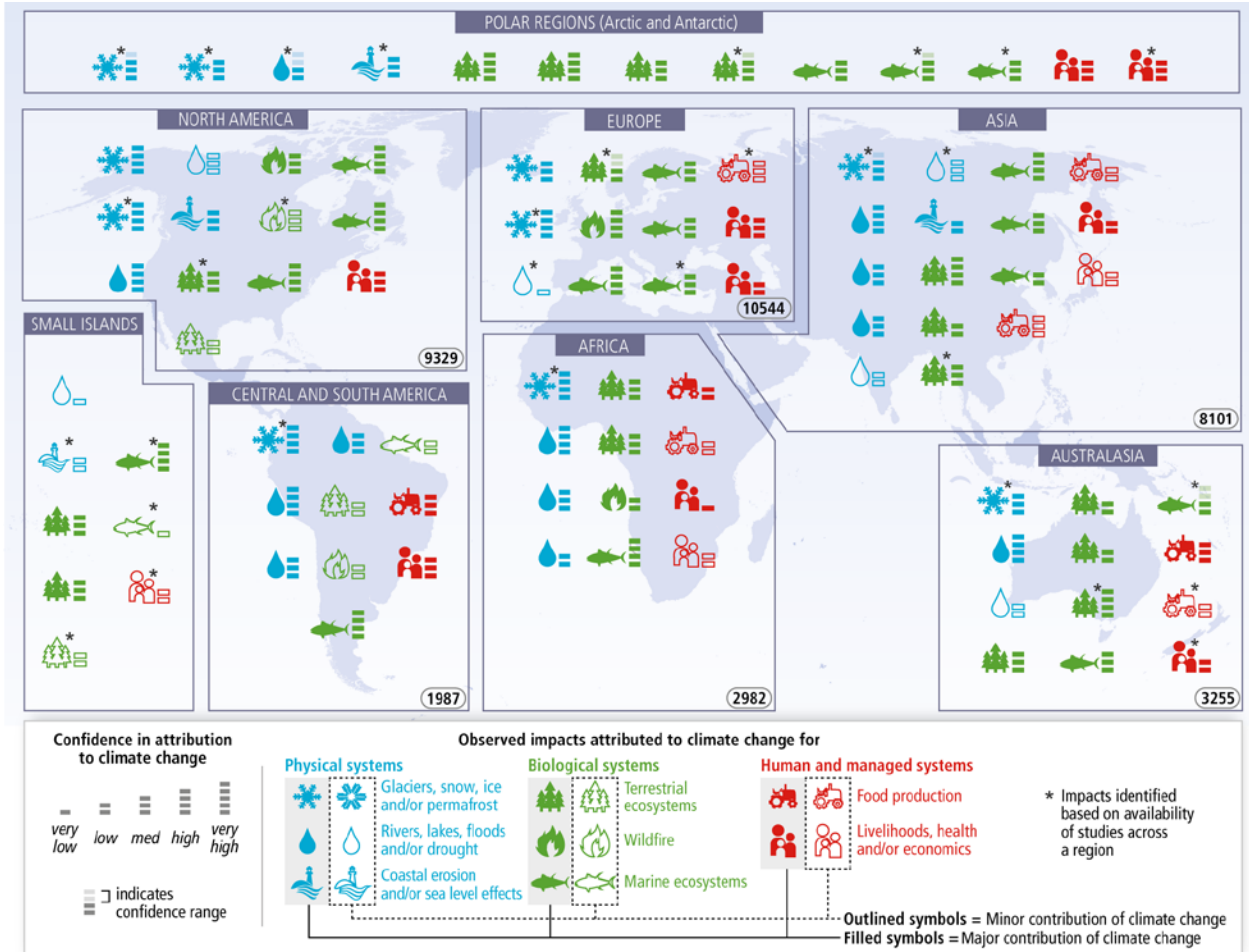 POLAR REGIONS (Arctic and Antarctic)
* * * * * * * *
NORTH AMERICA
* * *
9329
EUROPE
* * * * *
10544
ASIA
* * *
8101
SMALL ISLANDS
* * * * *
CENTRAL AND SOUTH AMERICA
*
1987
AFRICA
*
2982
AUSTRALASIA
* * * * *
3255
Confidence in attribution
to climate change
very low
low
med
high
very high
indicates
confidence range
Observed impacts attributed to climate change for
Physical systems
Glaciers, snow, ice
and/or permafrost
Rivers, lakes, floods
and/or drought
Coastal erosion
and/or sea level effects
Biological systems
Terrestrial
ecosystems
Wildfire
Marine ecosystems
Human and managed systems
Food production
Livelihoods, health
and/or economics
* Impacts identified
based on availability
of studies across
a region
Outlined symbols = Minor contribution of climate change
Filled symbols = Major contribution of climate change